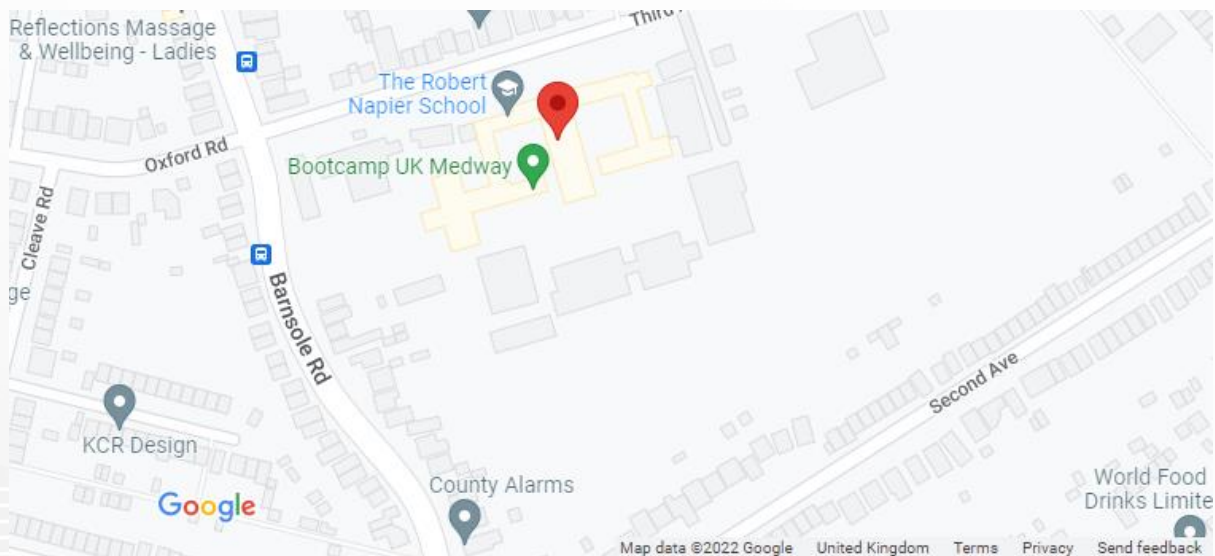 Reflections Massage
& Wellbeing - Ladies
Third
The Robert
Napier School
Oxford Rd
Bootcamp UK Medway
Cleave Rd
ge
Barnsole Rd
Second Ave
KCR Design
County Alarms
World Food
Drinks Limite
Google
Map data ©2022 Google United Kingdom Terms Privacy Send feedback